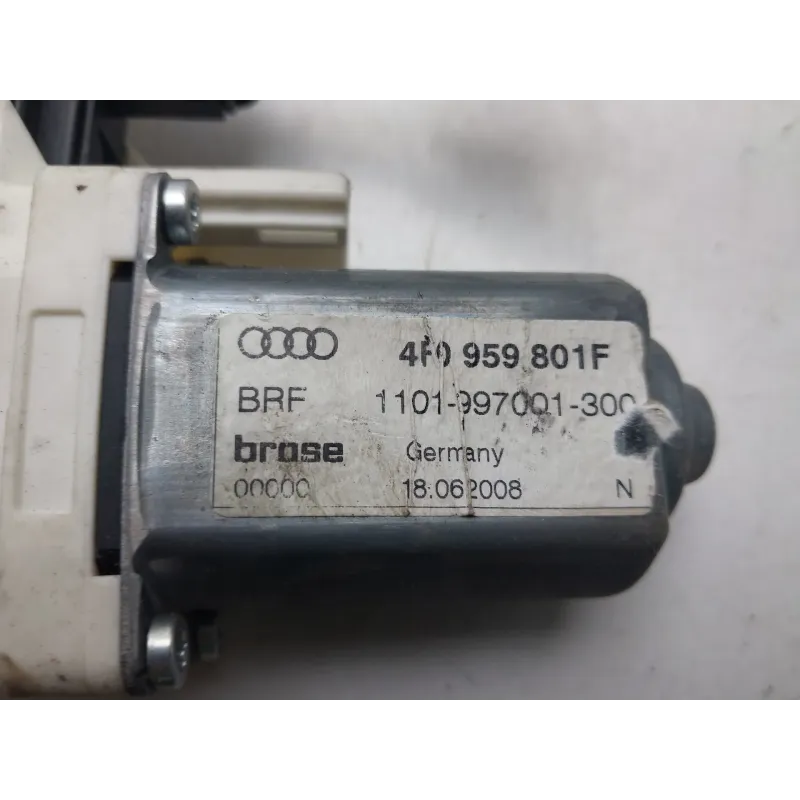 4F0 959 801F
BRF 1101-997001-300
brose Germany
00000 18.062008 N